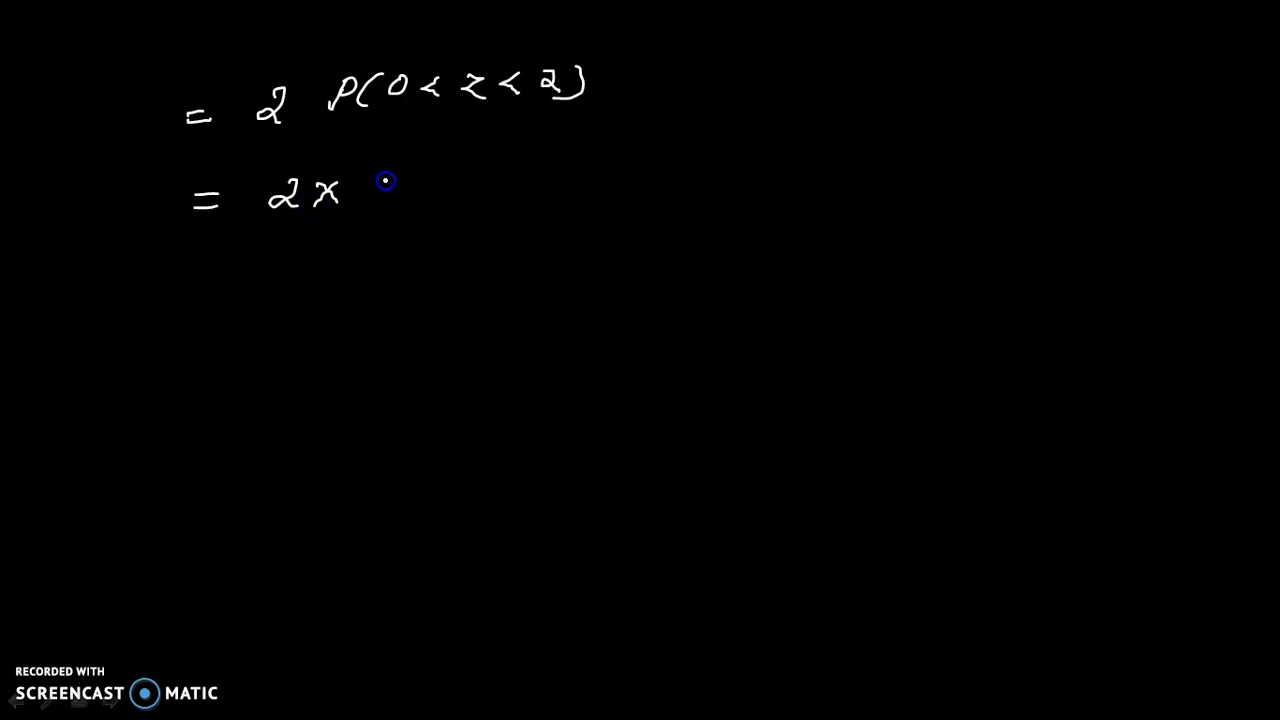 = 2 P(0 < z < 2)
= 2 x
RECORDED WITH
SCREENCAST MATIC